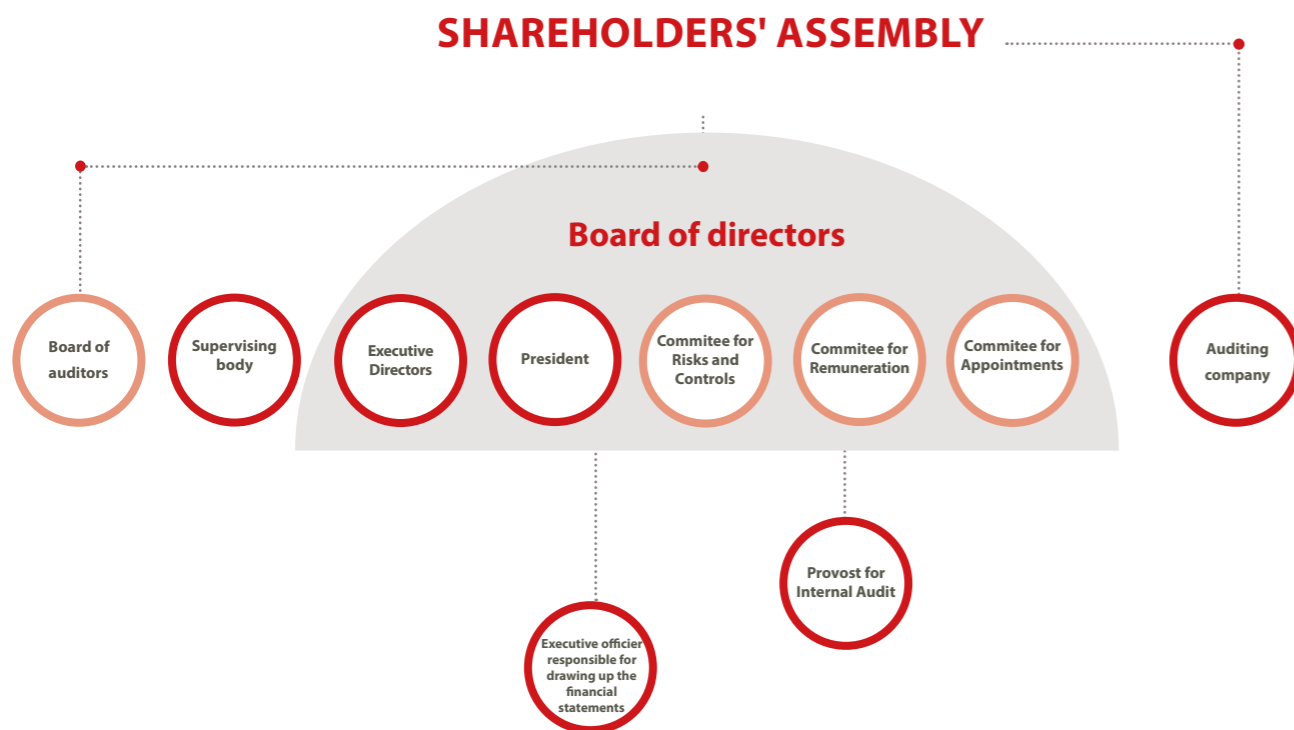 SHAREHOLDERS' ASSEMBLY
Board of directors
Board of
auditors
Supervising
body
Executive
Directors
President
Commitee for
Risks and
Controls
Commitee for
Remuneration
Commitee for
Appointments
Auditing
company
Provost for
Internal Audit
Executive officier
responsible for
drawing up the
financial
statements